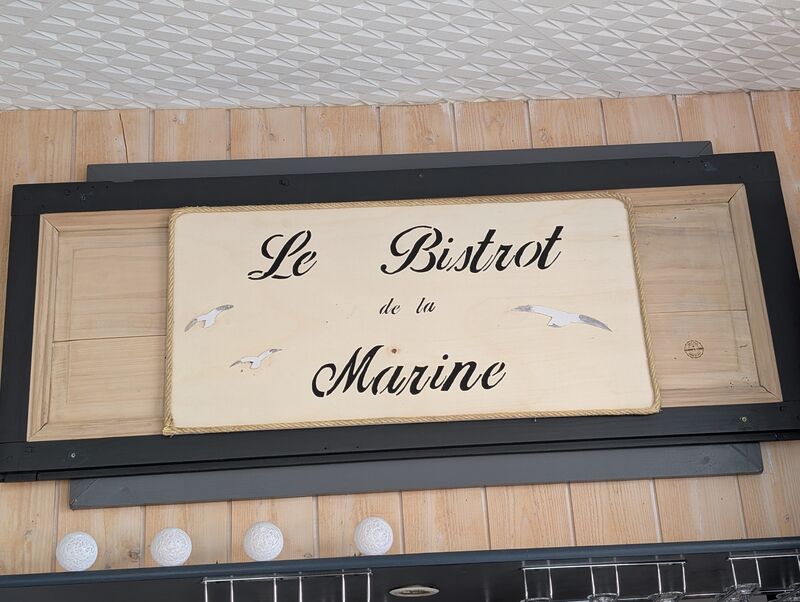 Le Bistrot
de la
Marine